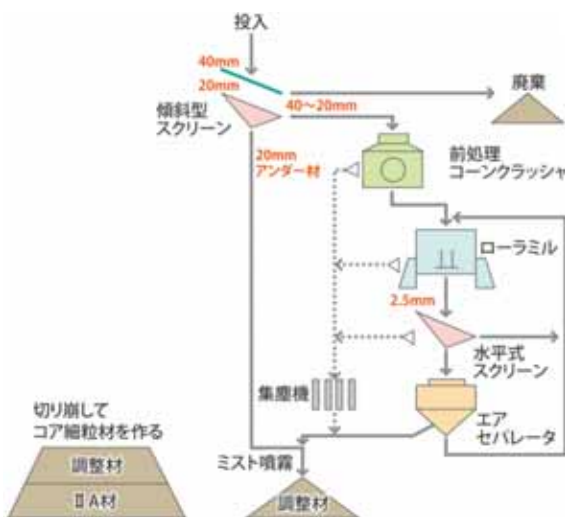 投入
40mm
20mm
傾斜型
スクリーン
40〜20mm
廃棄
20mm
アンダー材
前処理
コーンクラッシャ
ローラミル
2.5mm
水平式
スクリーン
集塵機
エア
セパレータ
切り崩して
コア細粒材を作る
調整材
ⅡA材
ミスト噴霧
調整材